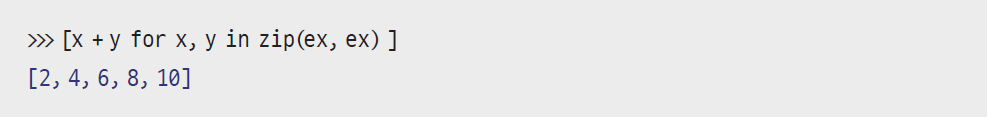 >>> [x + y for x, y in zip(ex, ex) ]
[2, 4, 6, 8, 10]